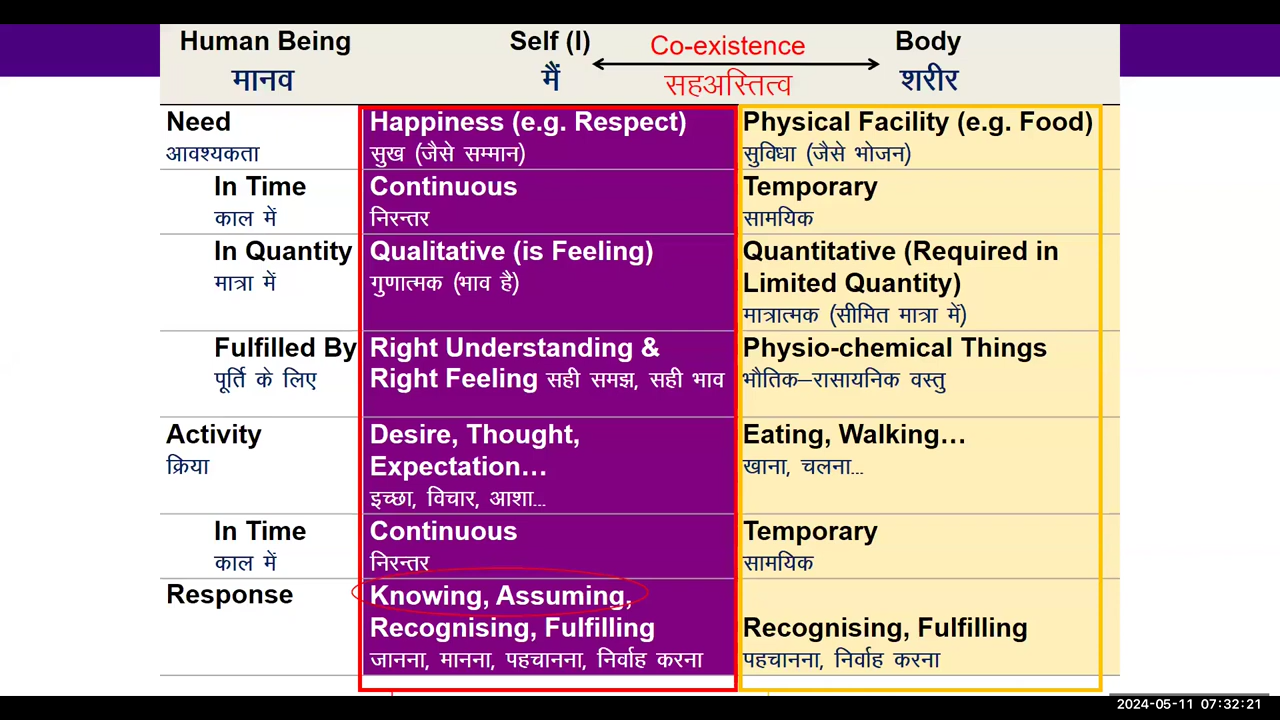 Human Being Self (I) Co-existence Body
मानव मैं सहअस्तित्व शरीर
Need Happiness (e.g. Respect) Physical Facility (e.g. Food)
आवश्यकता सुख (जैसे सम्मान) सुविधा (जैसे भोजन)
In Time Continuous Temporary
काल में निरन्तर सामयिक
In Quantity Qualitative (is Feeling) Quantitative (Required in
मात्रा में गुणात्मक (भाव है) Limited Quantity)
मात्रात्मक (सीमित मात्रा में)
Fulfilled By Right Understanding & Physio-chemical Things
पूर्ति के लिए Right Feeling सही समझ, सही भाव भौतिक–रासायनिक वस्तु
Activity Desire, Thought, Eating, Walking…
क्रिया Expectation… खाना, चलना…
इच्छा, विचार, आशा…
In Time Continuous Temporary
काल में निरन्तर सामयिक
Response Knowing, Assuming,
Recognising, Fulfilling Recognising, Fulfilling
जानना, मानना, पहचानना, निर्वाह करना पहचानना, निर्वाह करना
2024-05-11 07:32:21